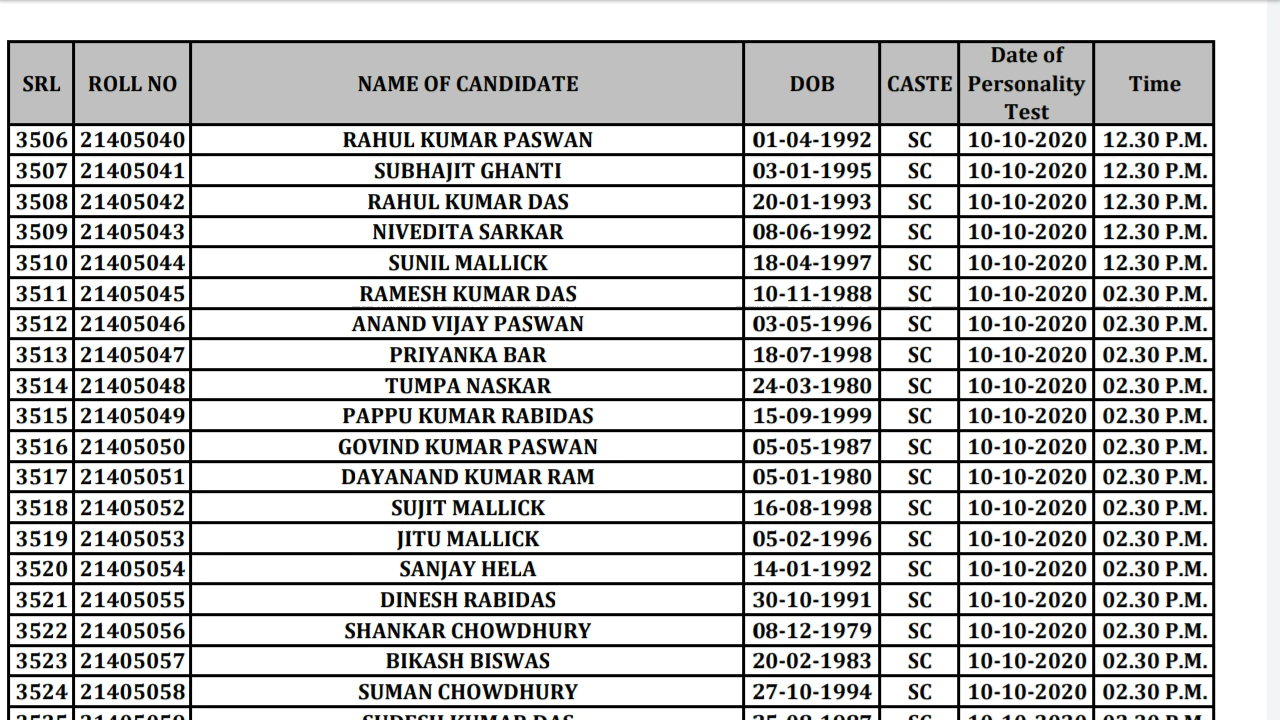 SRL ROLL NO NAME OF CANDIDATE DOB CASTE Date of Personality Test Time
3506 21405040 RAHUL KUMAR PASWAN 01-04-1992 SC 10-10-2020 12.30 P.M.
3507 21405041 SUBHAJIT GHANTI 03-01-1995 SC 10-10-2020 12.30 P.M.
3508 21405042 RAHUL KUMAR DAS 20-01-1993 SC 10-10-2020 12.30 P.M.
3509 21405043 NIVEDITA SARKAR 08-06-1992 SC 10-10-2020 12.30 P.M.
3510 21405044 SUNIL MALLICK 18-04-1997 SC 10-10-2020 12.30 P.M.
3511 21405045 RAMESH KUMAR DAS 10-11-1988 SC 10-10-2020 02.30 P.M.
3512 21405046 ANAND VIJAY PASWAN 03-05-1996 SC 10-10-2020 02.30 P.M.
3513 21405047 PRIYANKA BAR 18-07-1998 SC 10-10-2020 02.30 P.M.
3514 21405048 TUMPA NASKAR 24-03-1980 SC 10-10-2020 02.30 P.M.
3515 21405049 PAPPU KUMAR RABIDAS 15-09-1999 SC 10-10-2020 02.30 P.M.
3516 21405050 GOVIND KUMAR PASWAN 05-05-1987 SC 10-10-2020 02.30 P.M.
3517 21405051 DAYANAND KUMAR RAM 05-01-1980 SC 10-10-2020 02.30 P.M.
3518 21405052 SUJIT MALLICK 16-08-1998 SC 10-10-2020 02.30 P.M.
3519 21405053 JITU MALLICK 05-02-1996 SC 10-10-2020 02.30 P.M.
3520 21405054 SANJAY HELA 14-01-1992 SC 10-10-2020 02.30 P.M.
3521 21405055 DINESH RABIDAS 30-10-1991 SC 10-10-2020 02.30 P.M.
3522 21405056 SHANKAR CHOWDHURY 08-12-1979 SC 10-10-2020 02.30 P.M.
3523 21405057 BIKASH BISWAS 20-02-1983 SC 10-10-2020 02.30 P.M.
3524 21405058 SUMAN CHOWDHURY 27-10-1994 SC 10-10-2020 02.30 P.M.